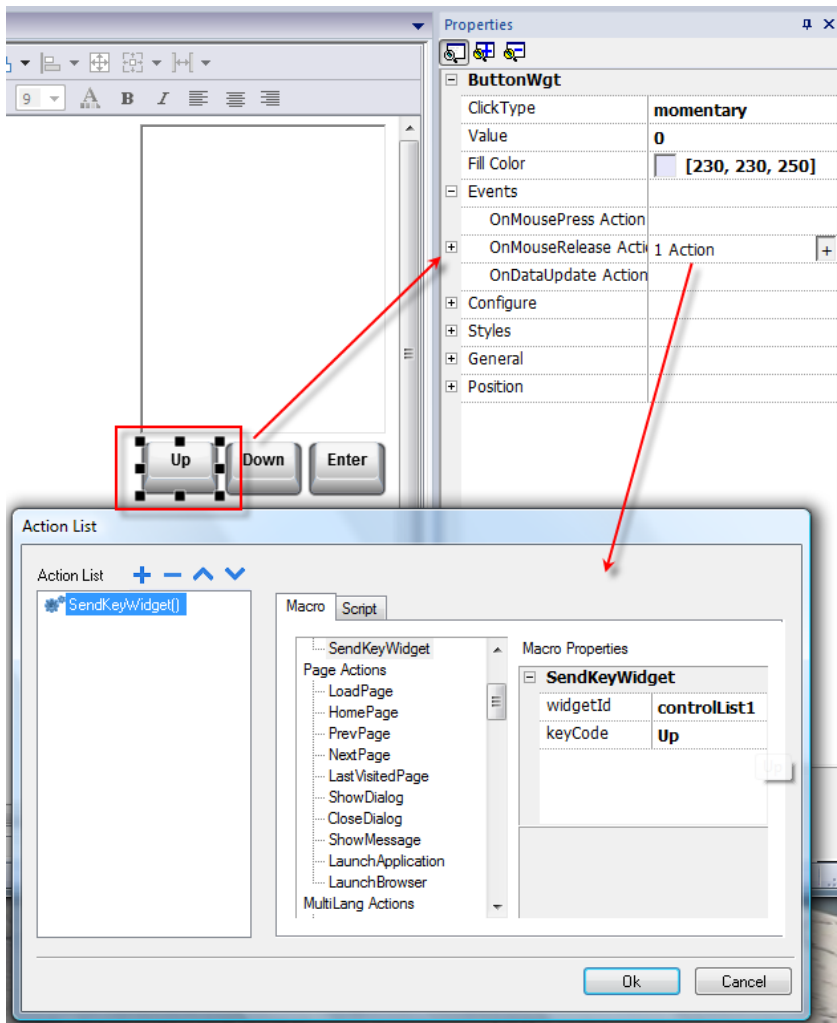 Properties
9 A B I
ButtonWgt
ClickType momentary
Value 0
Fill Color [230, 230, 250]
Events
OnMousePress Action
OnMouseRelease Acti 1 Action +
OnDataUpdate Action
Configure
Styles
General
Position
Up Down Enter
Action List
Action List
SendKeyWidget()
Macro Script
SendKeyWidget
Page Actions
LoadPage
HomePage
PrevPage
NextPage
LastVisitedPage
ShowDialog
CloseDialog
ShowMessage
LaunchApplication
LaunchBrowser
MultiLang Actions
Macro Properties
SendKeyWidget
widgetId controlList1
keyCode Up
Up
Ok Cancel